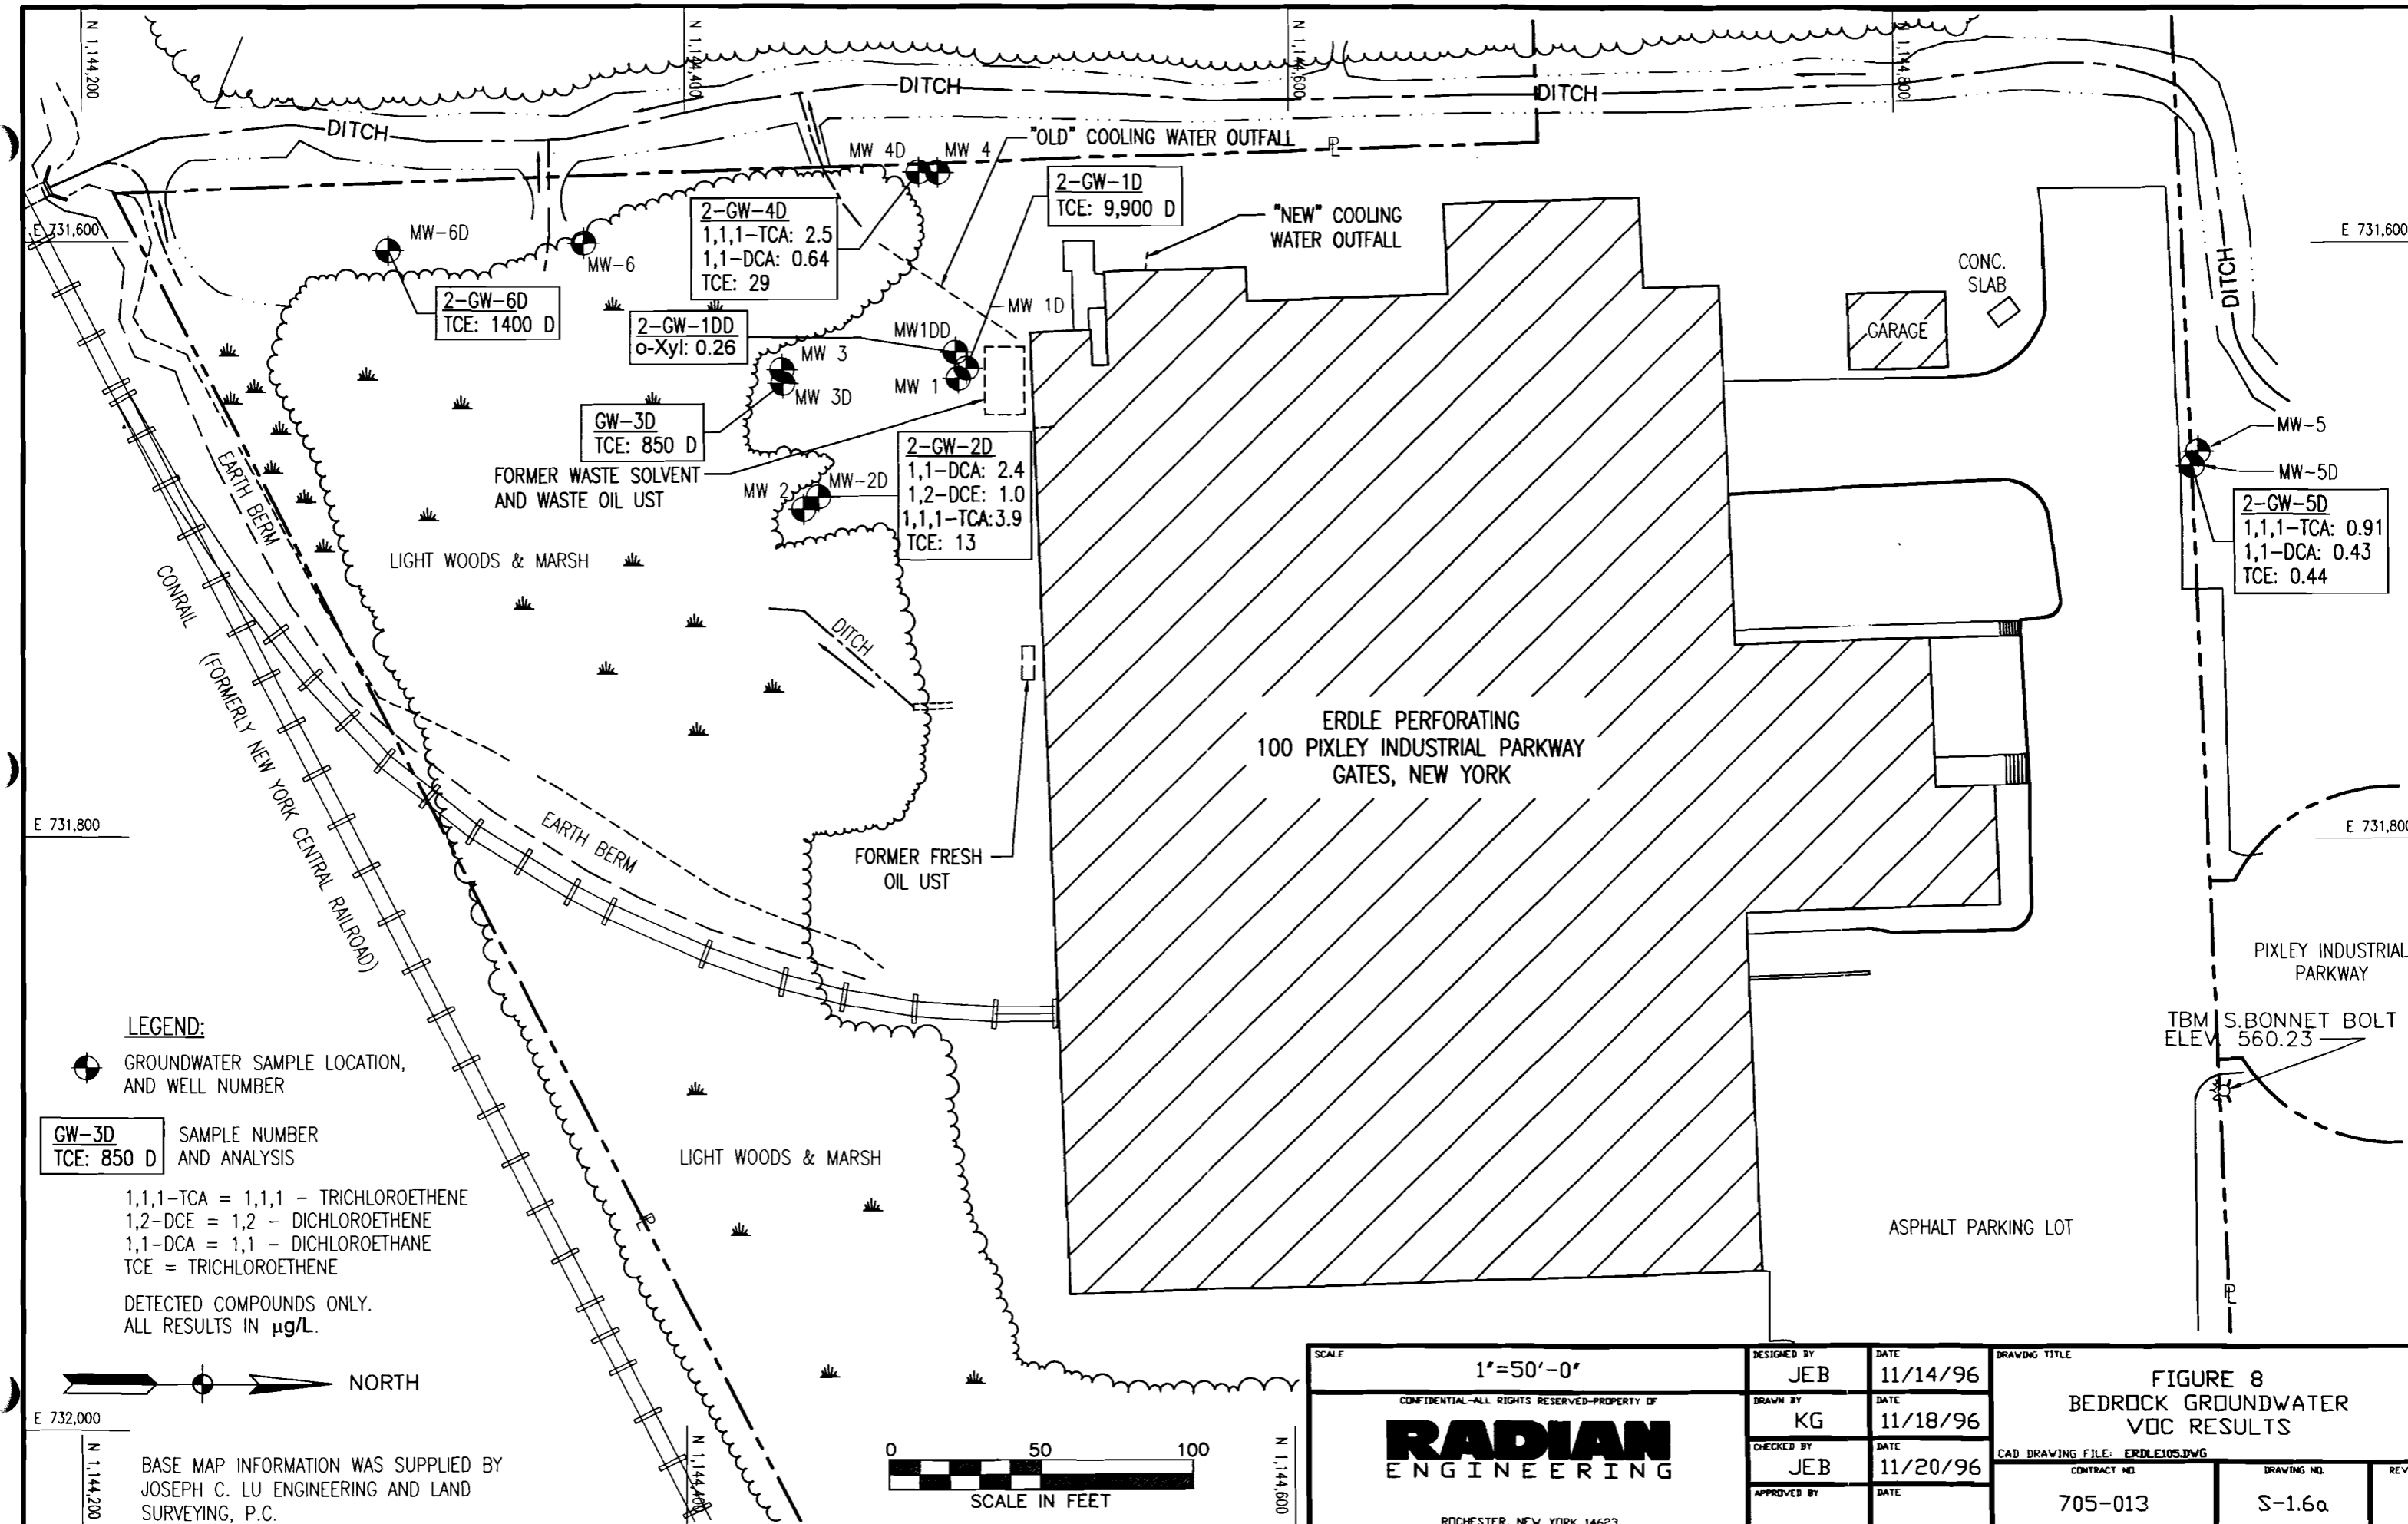 N 1,144,200
N 1,144,400
N 1,144,600
N 1,144,800
DITCH
DITCH
DITCH
"OLD" COOLING WATER OUTFALL
MW 4D
MW 4
2-GW-1D
TCE: 9,900 D
"NEW" COOLING
WATER OUTFALL
2-GW-4D
1,1,1-TCA: 2.5
1,1-DCA: 0.64
TCE: 29
E 731,600
MW-6D
MW-6
E 731,600
DITCH
CONC.
SLAB
2-GW-6D
TCE: 1400 D
2-GW-1DD
o-Xyl: 0.26
MW1DD
MW 1D
GARAGE
MW 3
MW 3D
MW 1
GW-3D
TCE: 850 D
FORMER WASTE SOLVENT
AND WASTE OIL UST
MW 2
MW-2D
2-GW-2D
1,1-DCA: 2.4
1,2-DCE: 1.0
1,1,1-TCA:3.9
TCE: 13
MW-5
MW-5D
2-GW-5D
1,1,1-TCA: 0.91
1,1-DCA: 0.43
TCE: 0.44
EARTH BERM
LIGHT WOODS & MARSH
CONRAIL
(FORMERLY NEW YORK CENTRAL RAILROAD)
DITCH
ERDLE PERFORATING
100 PIXLEY INDUSTRIAL PARKWAY
GATES, NEW YORK
E 731,800
EARTH BERM
FORMER FRESH
OIL UST
E 731,800
PIXLEY INDUSTRIAL
PARKWAY
TBM S.BONNET BOLT
ELEV. 560.23
LEGEND:
GROUNDWATER SAMPLE LOCATION,
AND WELL NUMBER
GW-3D
TCE: 850 D
SAMPLE NUMBER
AND ANALYSIS
1,1,1-TCA = 1,1,1 - TRICHLOROETHENE
1,2-DCE = 1,2 - DICHLOROETHENE
1,1-DCA = 1,1 - DICHLOROETHANE
TCE = TRICHLOROETHENE
DETECTED COMPOUNDS ONLY.
ALL RESULTS IN µg/L.
LIGHT WOODS & MARSH
ASPHALT PARKING LOT
NORTH
E 732,000
N 1,144,200
N 1,144,400
N 1,144,600
BASE MAP INFORMATION WAS SUPPLIED BY
JOSEPH C. LU ENGINEERING AND LAND
SURVEYING, P.C.
0 50 100
SCALE IN FEET
SCALE
1"=50'-0"
CONFIDENTIAL-ALL RIGHTS RESERVED-PROPERTY OF
RADIAN
ENGINEERING
ROCHESTER, NEW YORK 14623
DESIGNED BY
JEB
DATE
11/14/96
DRAWN BY
KG
DATE
11/18/96
CHECKED BY
JEB
DATE
11/20/96
APPROVED BY
DATE
DRAWING TITLE
FIGURE 8
BEDROCK GROUNDWATER
VOC RESULTS
CAD DRAWING FILE: ERDLE105.DWG
CONTRACT NO.
705-013
DRAWING NO.
S-1.6a
REV